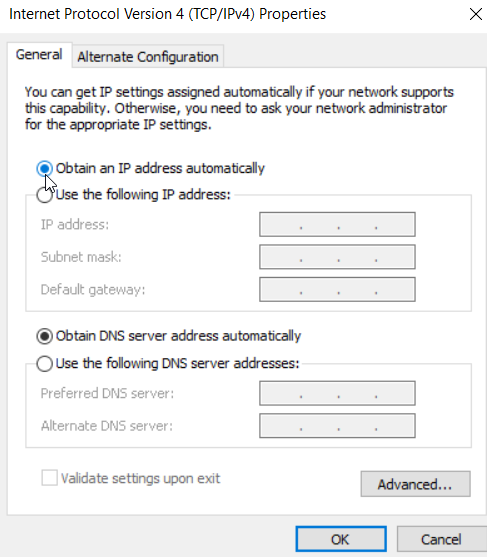 Internet Protocol Version 4 (TCP/IPv4) Properties
General
Alternate Configuration
You can get IP settings assigned automatically if your network supports
this capability. Otherwise, you need to ask your network administrator
for the appropriate IP settings.
Obtain an IP address automatically
Use the following IP address:
IP address:
Subnet mask:
Default gateway:
Obtain DNS server address automatically
Use the following DNS server addresses:
Preferred DNS server:
Alternate DNS server:
Validate settings upon exit
Advanced...
OK
Cancel